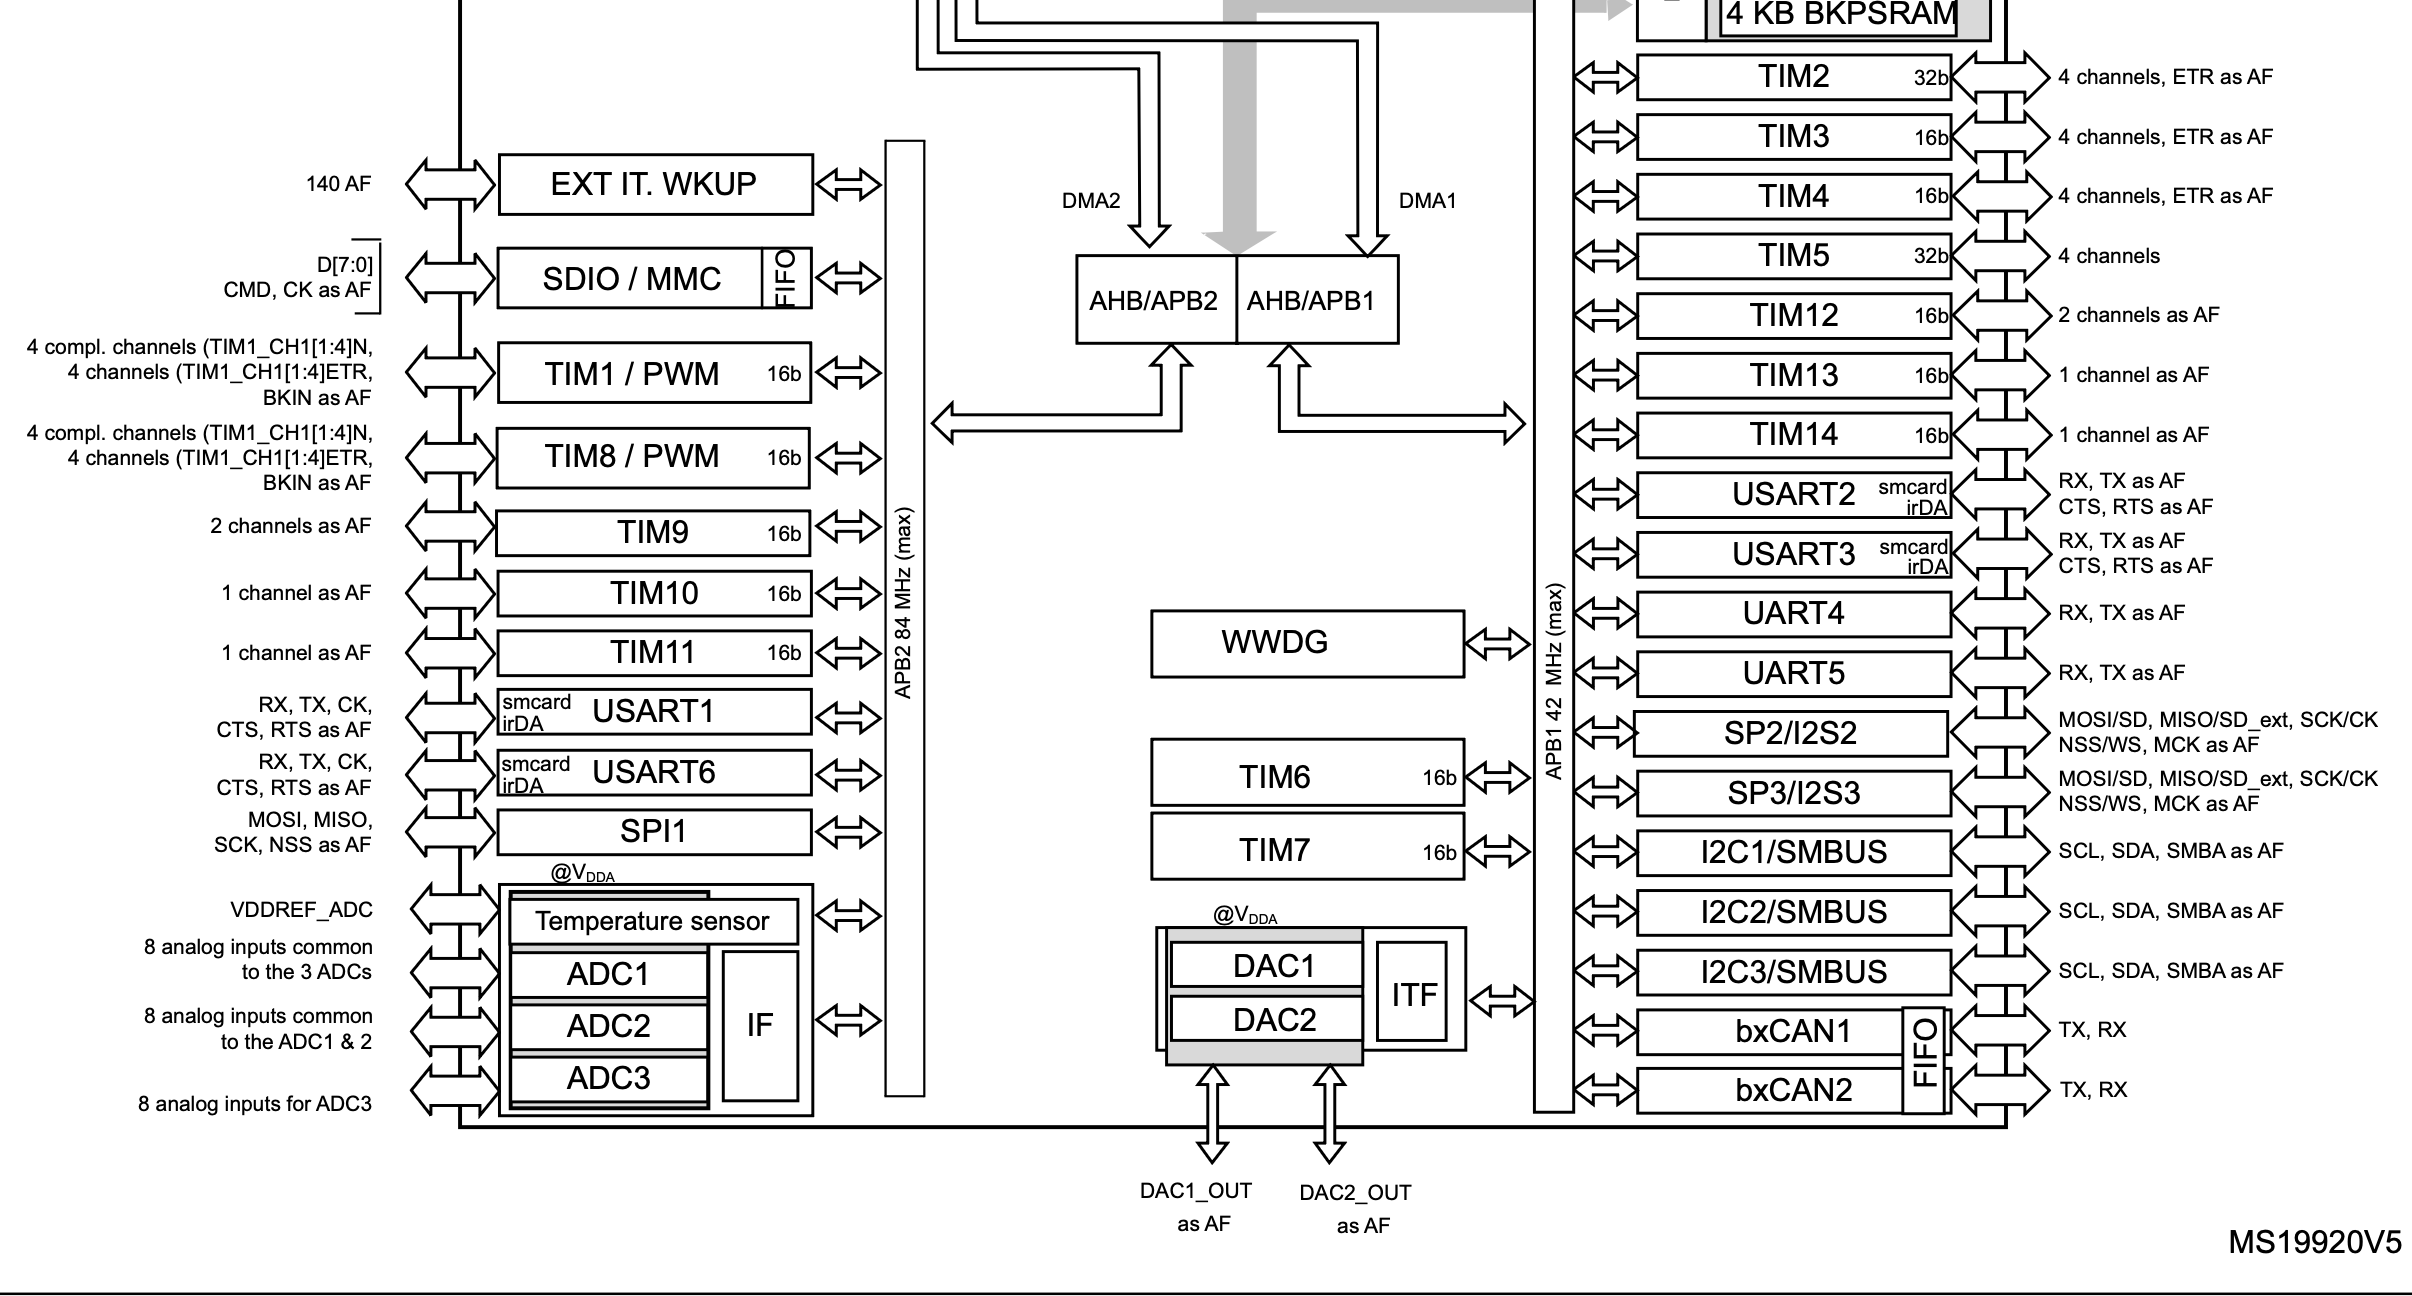 4 KB BKPSRAM
TIM2 32b
4 channels, ETR as AF
TIM3 16b
4 channels, ETR as AF
TIM4 16b
4 channels, ETR as AF
TIM5 32b
4 channels
TIM12 16b
2 channels as AF
TIM13 16b
1 channel as AF
TIM14 16b
1 channel as AF
USART2 smcard
irDA
RX, TX as AF
CTS, RTS as AF
USART3 smcard
irDA
RX, TX as AF
CTS, RTS as AF
UART4
RX, TX as AF
UART5
RX, TX as AF
SP2/I2S2
MOSI/SD, MISO/SD_ext, SCK/CK
NSS/WS, MCK as AF
SP3/I2S3
MOSI/SD, MISO/SD_ext, SCK/CK
NSS/WS, MCK as AF
I2C1/SMBUS
SCL, SDA, SMBA as AF
I2C2/SMBUS
SCL, SDA, SMBA as AF
I2C3/SMBUS
SCL, SDA, SMBA as AF
bxCAN1
TX, RX
FIFO
bxCAN2
TX, RX
140 AF
EXT IT. WKUP
D[7:0]
CMD, CK as AF
SDIO / MMC
FIFO
4 compl. channels (TIM1_CH1[1:4]N,
4 channels (TIM1_CH1[1:4]ETR,
BKIN as AF
TIM1 / PWM 16b
4 compl. channels (TIM1_CH1[1:4]N,
4 channels (TIM1_CH1[1:4]ETR,
BKIN as AF
TIM8 / PWM 16b
2 channels as AF
TIM9 16b
1 channel as AF
TIM10 16b
1 channel as AF
TIM11 16b
RX, TX, CK,
CTS, RTS as AF
smcard
irDA
USART1
RX, TX, CK,
CTS, RTS as AF
smcard
irDA
USART6
MOSI, MISO,
SCK, NSS as AF
SPI1
@VDDA
VDDREF_ADC
Temperature sensor
8 analog inputs common
to the 3 ADCs
ADC1
8 analog inputs common
to the ADC1 & 2
ADC2
IF
8 analog inputs for ADC3
ADC3
APB2 84 MHz (max)
DMA2
DMA1
AHB/APB2
AHB/APB1
WWDG
TIM6 16b
TIM7 16b
@VDDA
DAC1
DAC2
ITF
APB1 42 MHz (max)
DAC1_OUT
as AF
DAC2_OUT
as AF
MS19920V5